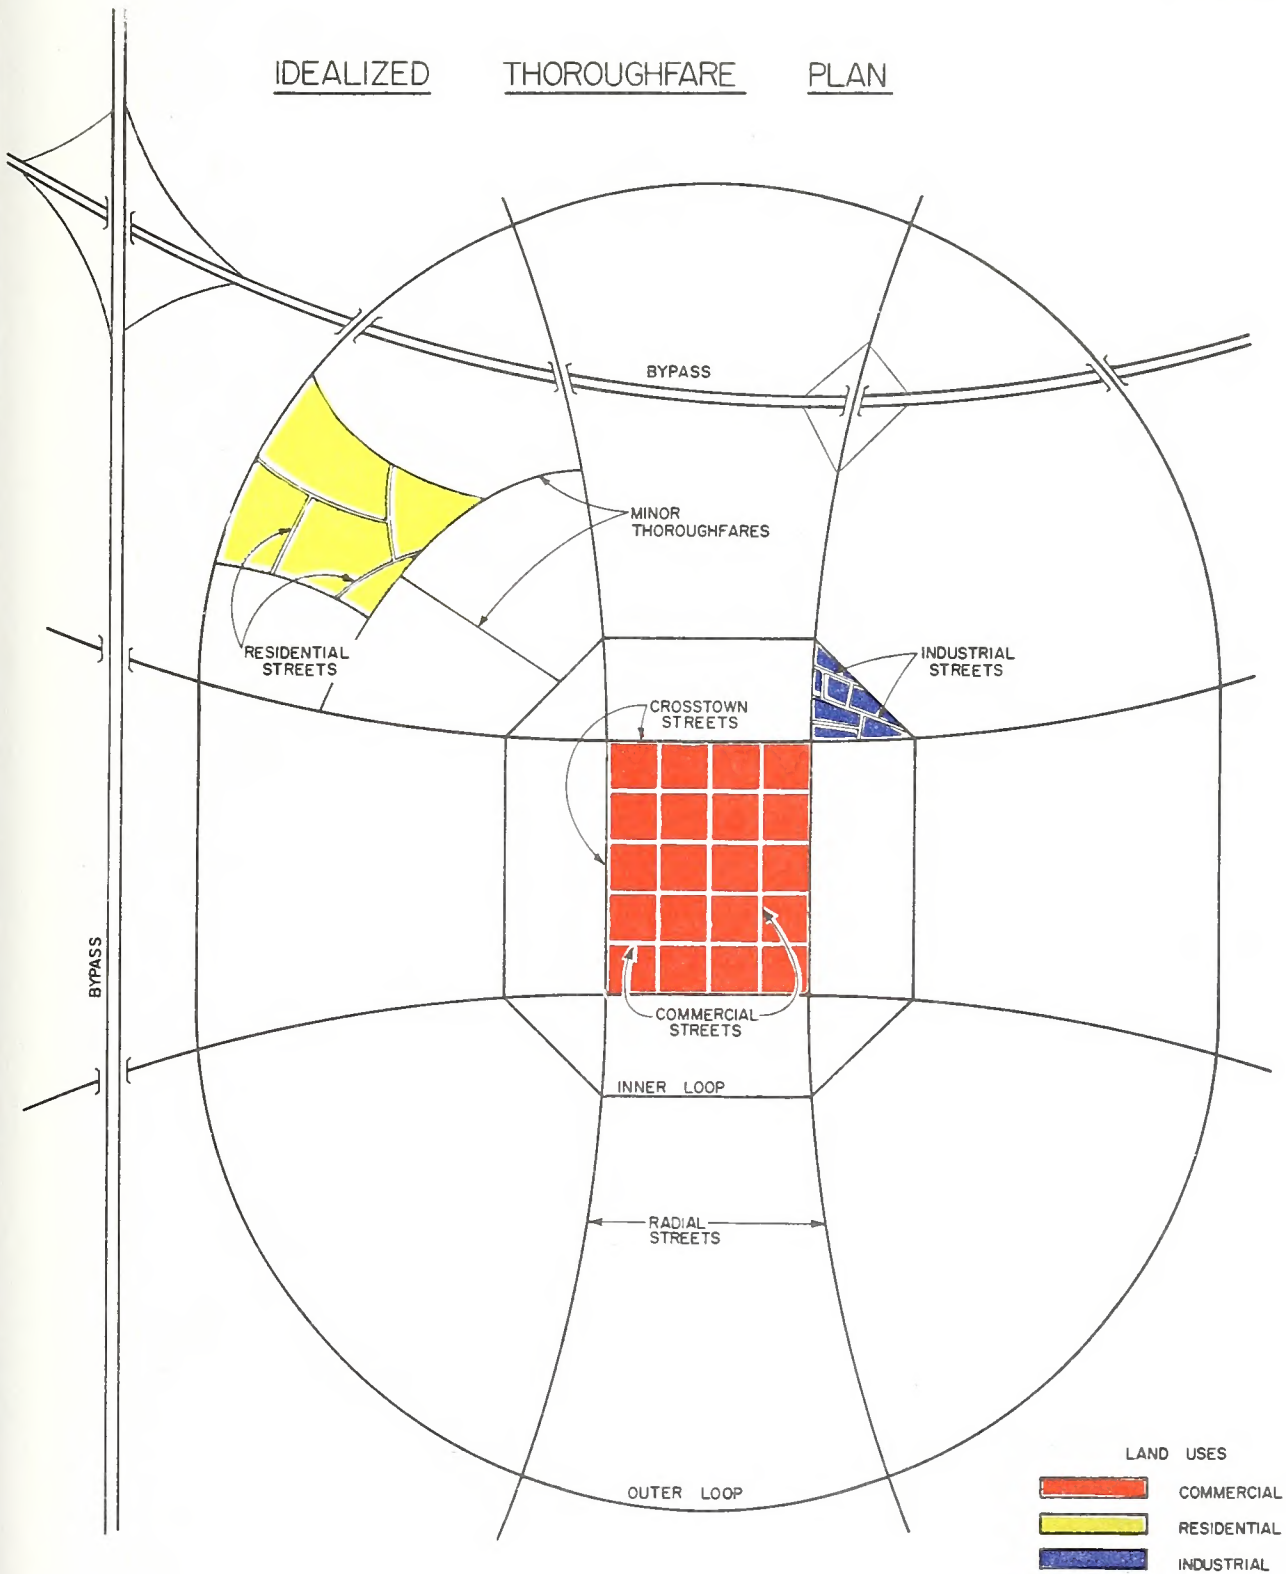 IDEALIZED THOROUGHFARE PLAN
BYPASS
MINOR
THOROUGHFARES
RESIDENTIAL
STREETS
INDUSTRIAL
STREETS
CROSSTOWN
STREETS
BYPASS
COMMERCIAL
STREETS
INNER LOOP
RADIAL
STREETS
OUTER LOOP
LAND USES
COMMERCIAL
RESIDENTIAL
INDUSTRIAL